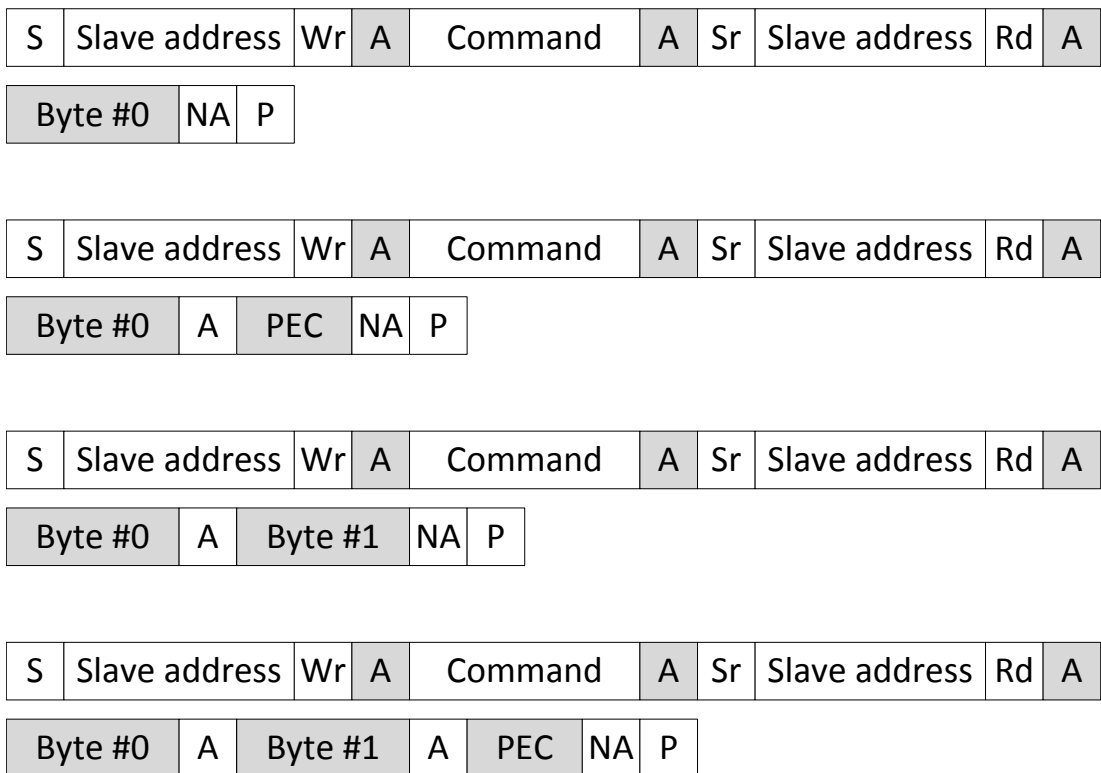 S Slave address Wr A Command A Sr Slave address Rd A
Byte #0 NA P
S Slave address Wr A Command A Sr Slave address Rd A
Byte #0 A PEC NA P
S Slave address Wr A Command A Sr Slave address Rd A
Byte #0 A Byte #1 NA P
S Slave address Wr A Command A Sr Slave address Rd A
Byte #0 A Byte #1 A PEC NA P